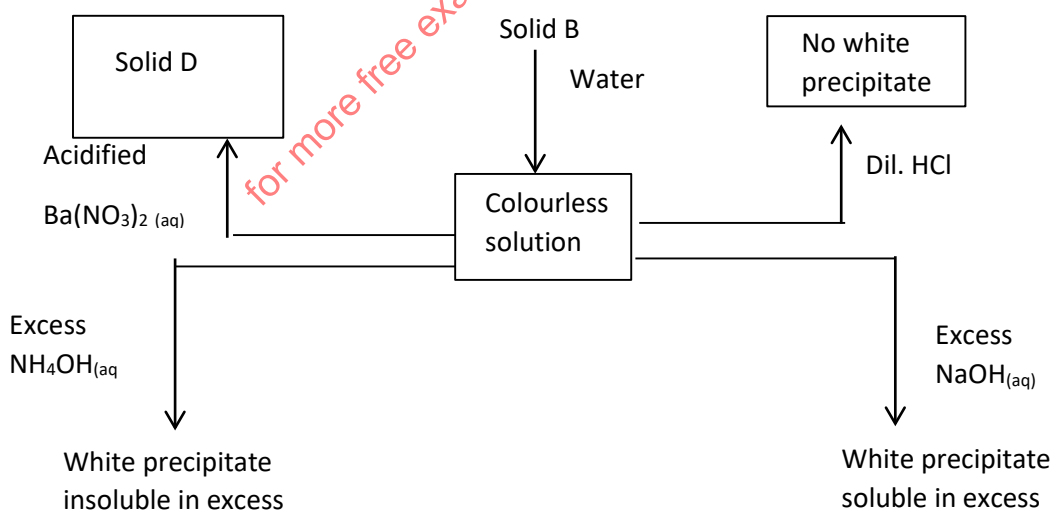 for more free exa
Solid D
Solid B
Water
No white
precipitate
Acidified
Ba(NO₃)₂ (aq)
Colourless
solution
Dil. HCl
Excess
NH₄OH(aq
Excess
NaOH(aq)
White precipitate
insoluble in excess
White precipitate
soluble in excess